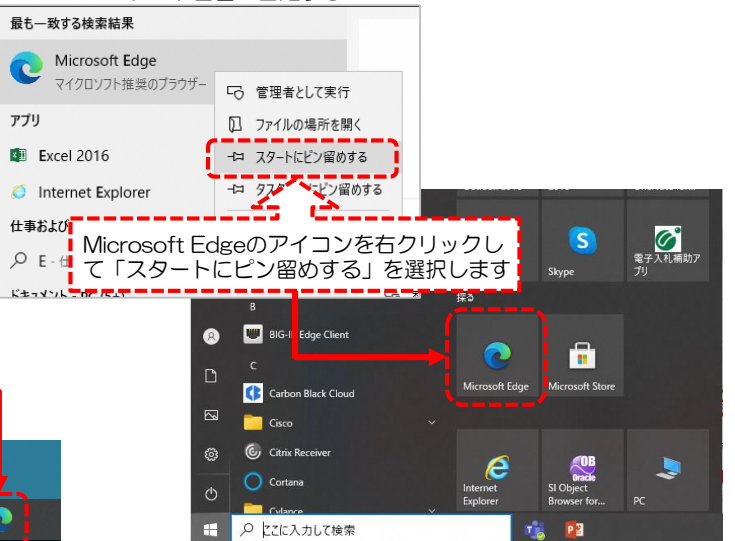 最も一致する検索結果
Microsoft Edge
マイクロソフト推奨のブラウザー
管理者として実行
アプリ
ファイルの場所を開く
Excel 2016
スタートにピン留めする
Internet Explorer
仕事および
Microsoft Edgeのアイコンを右クリックし
て「スタートにピン留めする」を選択します
Skype
電子入札補助ア
プリ
探る
B
BIG-IP Edge Client
C
Carbon Black Cloud
Microsoft Edge
Microsoft Store
Cisco
Citrix Receiver
Cortana
Internet
Explorer
OB
Oracle
SI Object
Browser for...
PC
Cylance
ここに入力して検索